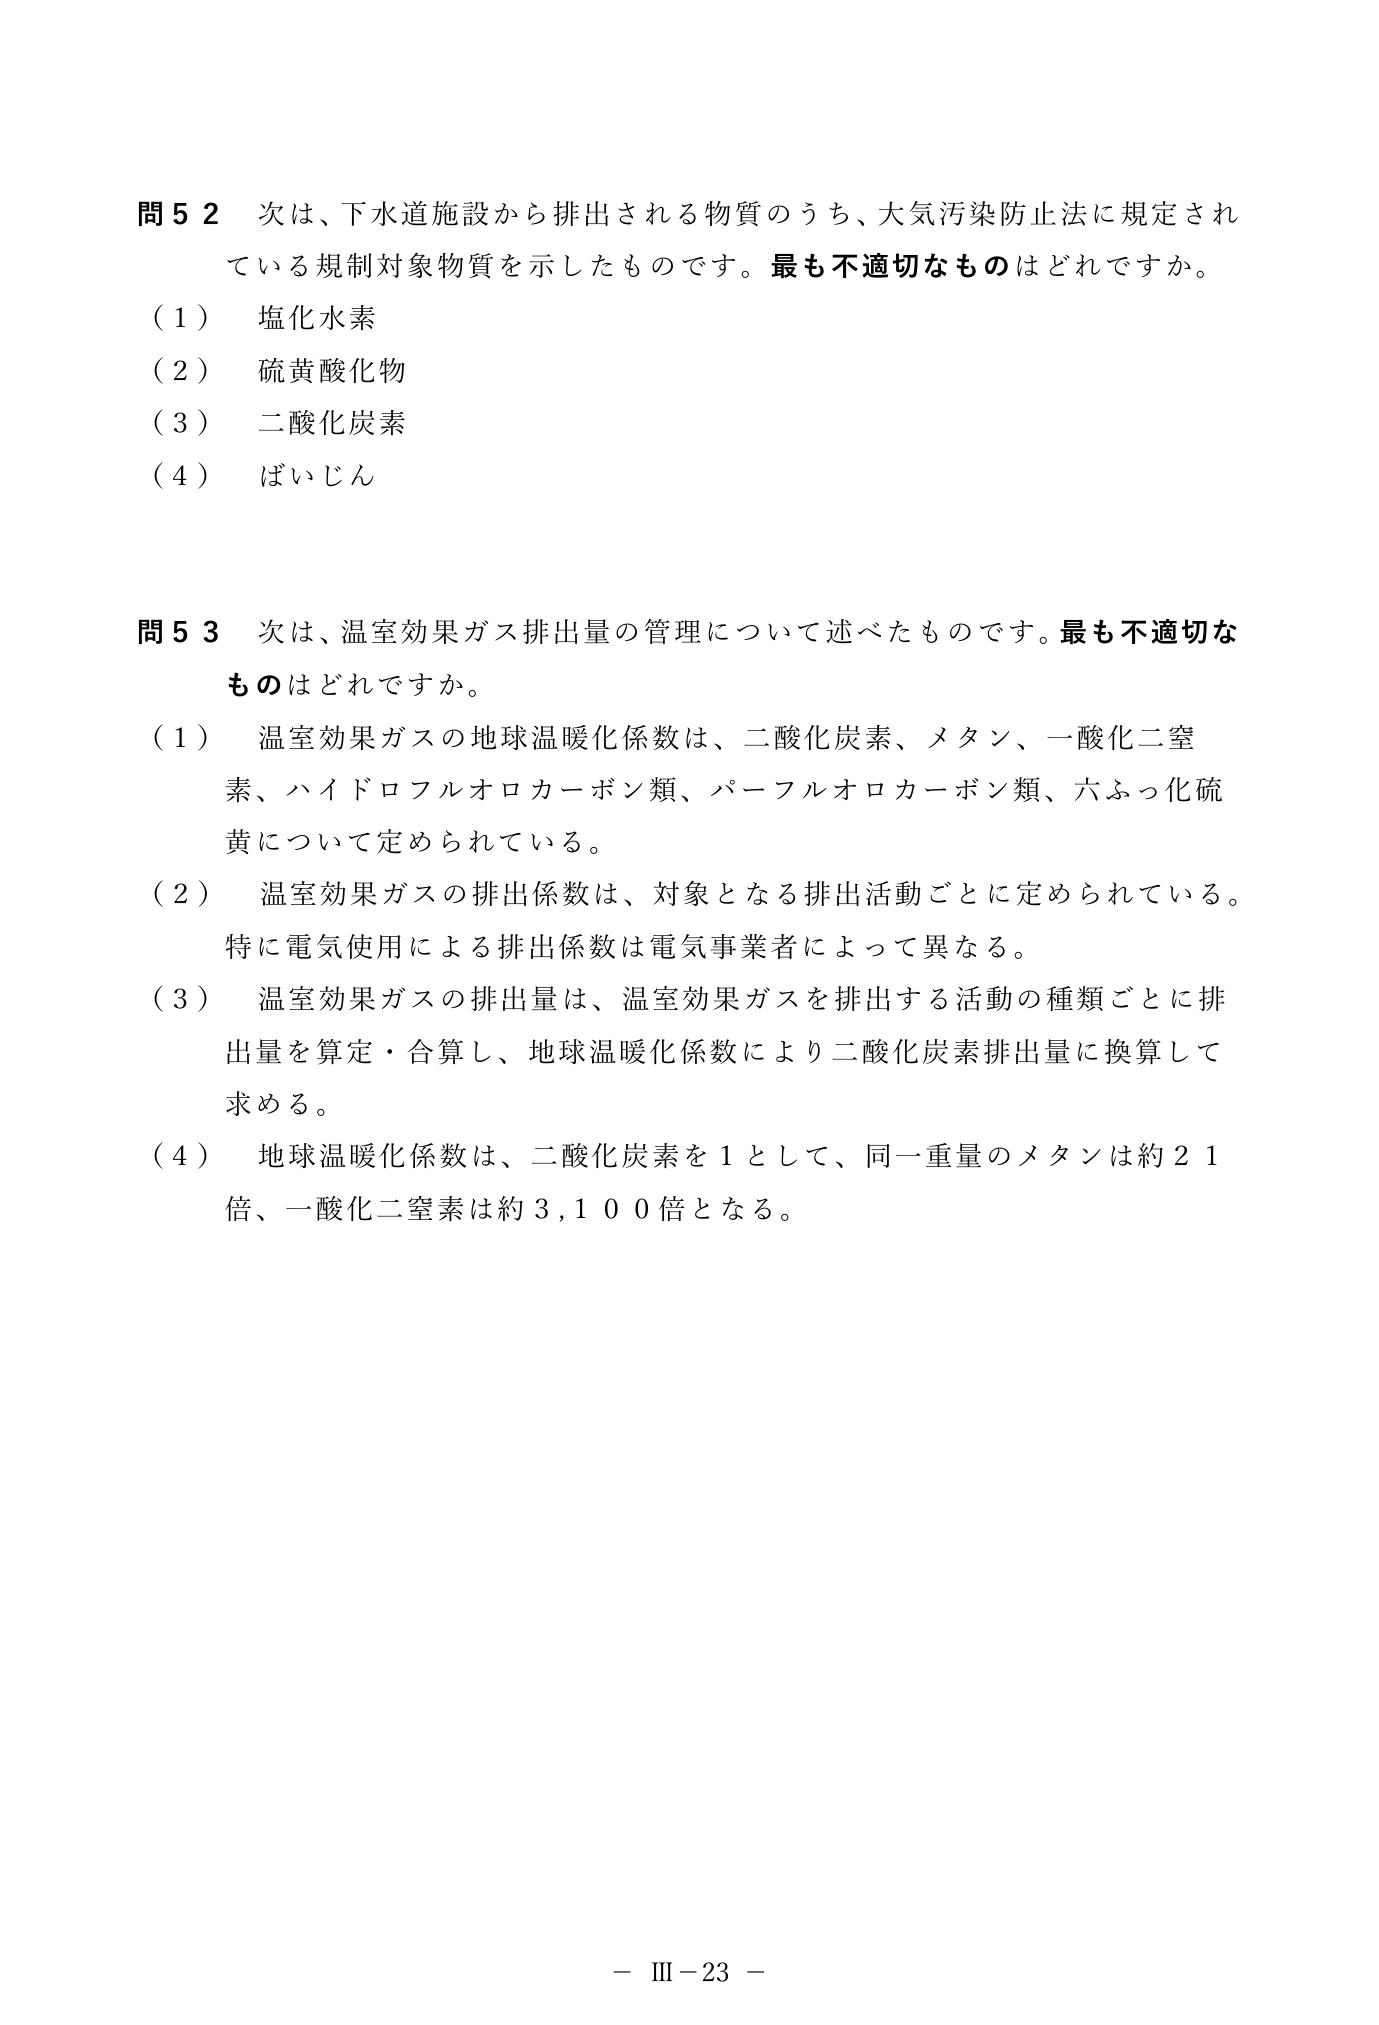 問５２　次は、下水道施設から排出される物質のうち、大気汚染防止法に規定され
ている規制対象物質を示したものです。最も不適切なものはどれですか。
（１）　塩化水素
（２）　硫黄酸化物
（３）　二酸化炭素
（４）　ばいじん
問５３　次は、温室効果ガス排出量の管理について述べたものです。最も不適切な
ものはどれですか。
（１）　温室効果ガスの地球温暖化係数は、二酸化炭素、メタン、一酸化二窒
素、ハイドロフルオロカーボン類、パーフルオロカーボン類、六ふっ化硫
黄について定められている。
（２）　温室効果ガスの排出係数は、対象となる排出活動ごとに定められている。
特に電気使用による排出係数は電気事業者によって異なる。
（３）　温室効果ガスの排出量は、温室効果ガスを排出する活動の種類ごとに排
出量を算定・合算し、地球温暖化係数により二酸化炭素排出量に換算して
求める。
（４）　地球温暖化係数は、二酸化炭素を１として、同一重量のメタンは約２１
倍、一酸化二窒素は約３,１００倍となる。
－ Ⅲ－23 －